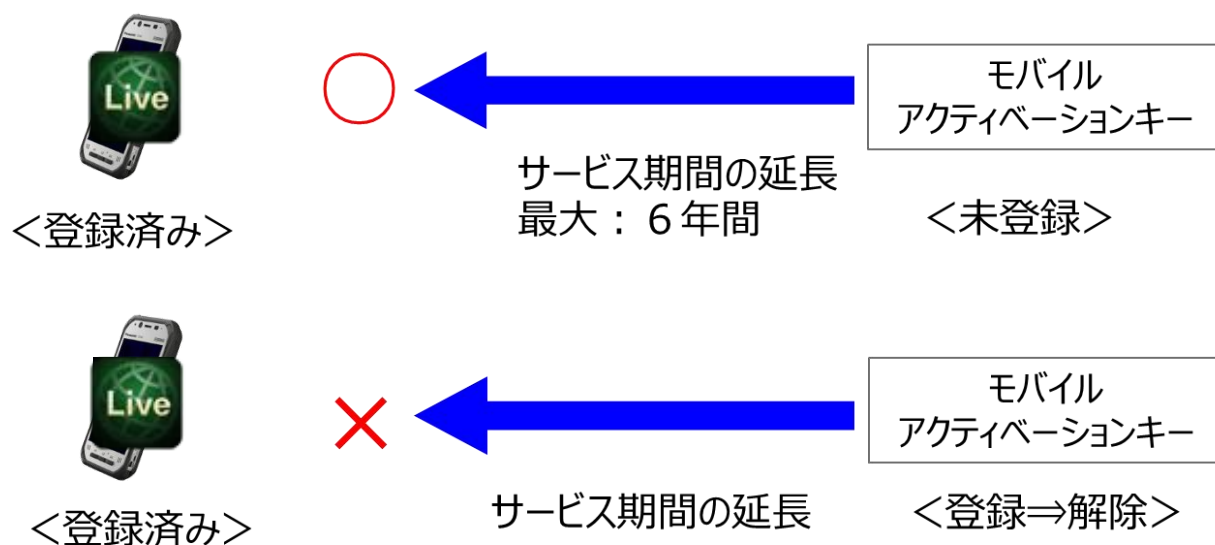 Live
モバイル
アクティベーションキー
サービス期間の延長
最大：６年間
＜登録済み＞
＜未登録＞
Live
モバイル
アクティベーションキー
サービス期間の延長
＜登録⇒解除＞
＜登録済み＞